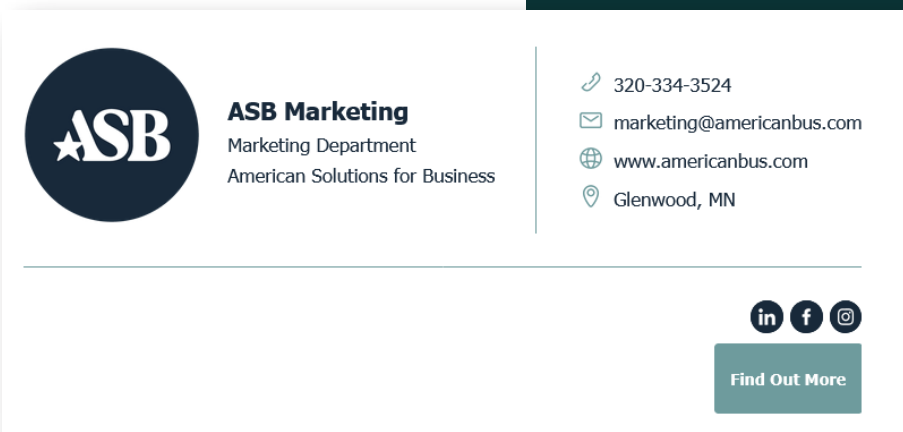 ASB
ASB Marketing
Marketing Department
American Solutions for Business
320-334-3524
marketing@americanbus.com
www.americanbus.com
Glenwood, MN
in f
Find Out More